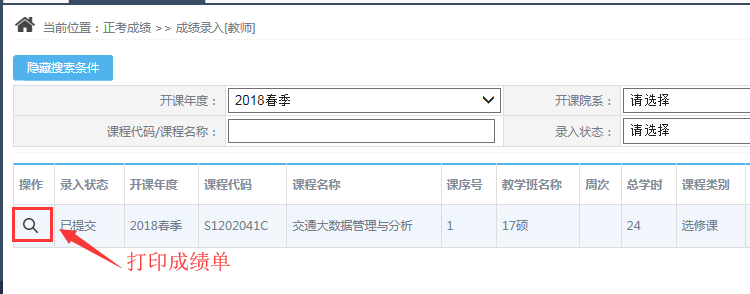 当前位置：正考成绩 >> 成绩录入[教师]
隐藏搜索条件
开课年度： 2018春季 开课院系： 请选择
课程代码/课程名称： 录入状态： 请选择
操作 录入状态 开课年度 课程代码 课程名称 课序号 教学班名称 周次 总学时 课程类别
已提交 2018春季 S1202041C 交通大数据管理与分析 1 17硕 24 选修课
打印成绩单